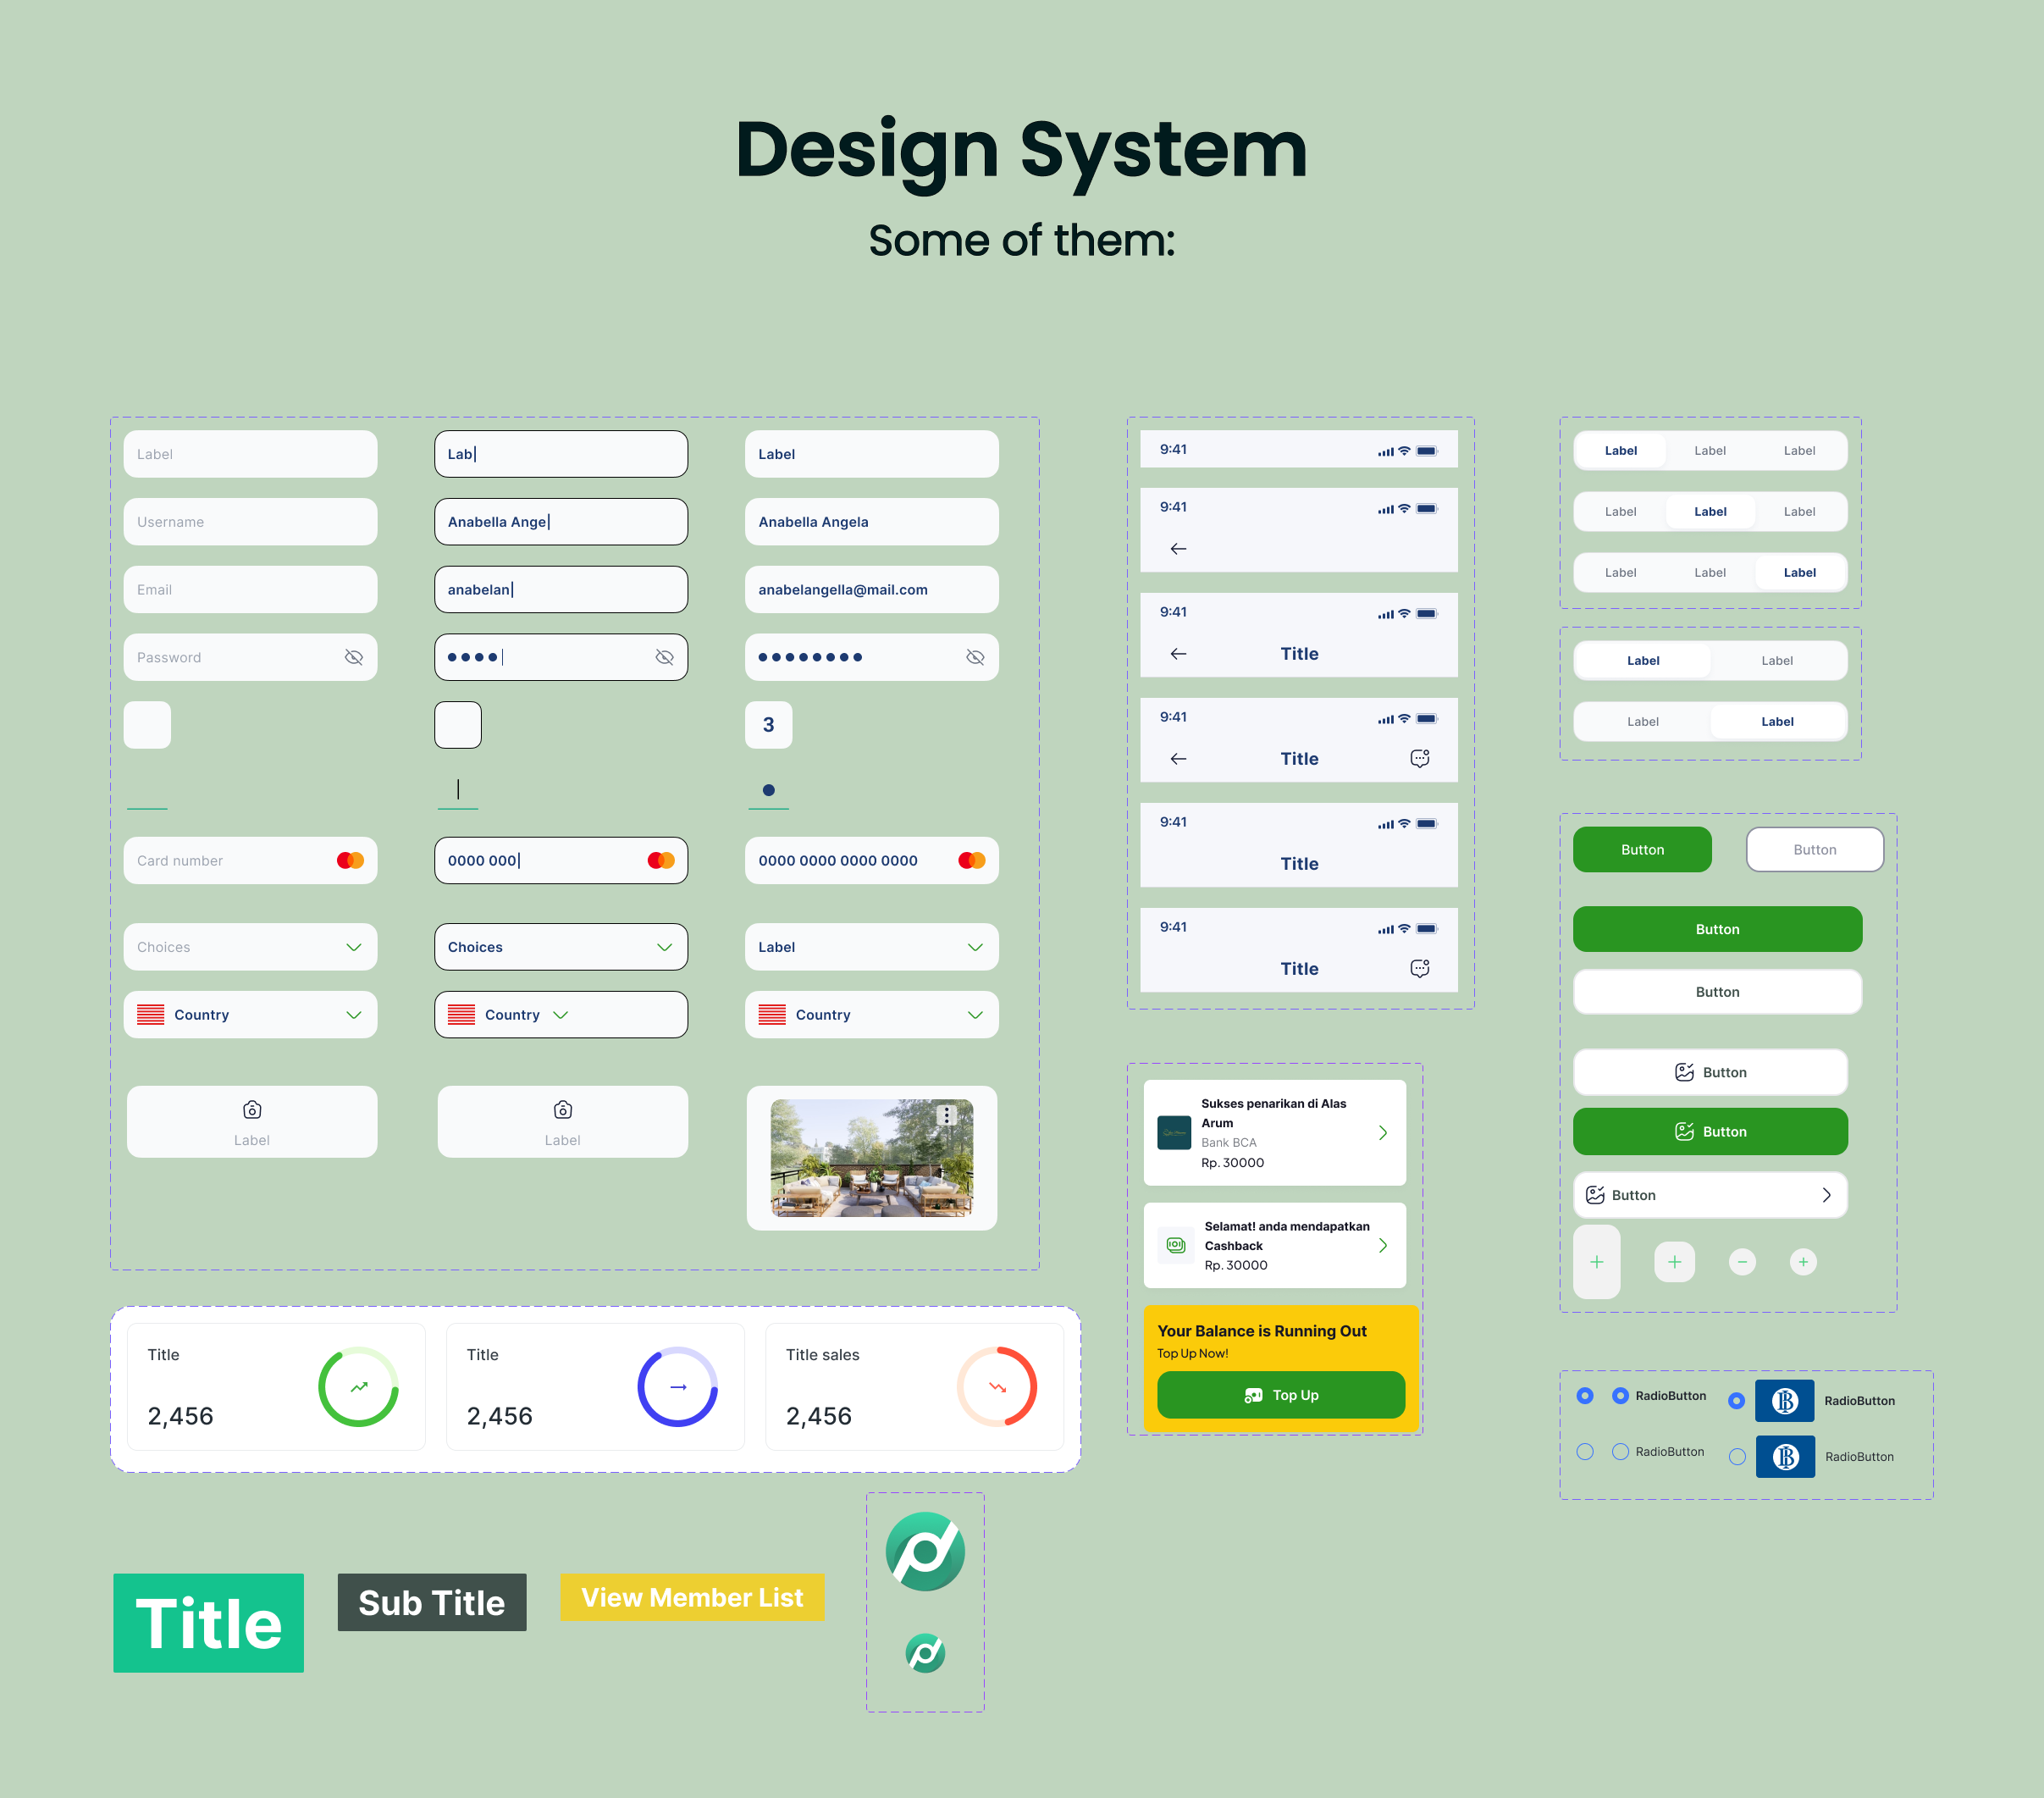 Design System
Some of them:
Label
Lab
Label
Username
Anabella Ange
Anabella Angela
Email
anabelan
anabelangella@mail.com
Password
3
Card number
0000 000
0000 0000 0000 0000
Choices
Choices
Label
Country
Country
Country
Label
Label
9:41
9:41
9:41
Title
9:41
Title
9:41
Title
9:41
Title
Label Label Label
Label Label Label
Label Label Label
Label Label
Label Label
Button
Button
Button
Button
Button
Button
Button
Sukses penarikan di Alas
Arum
Bank BCA
Rp. 30000
Selamat! anda mendapatkan
Cashback
Rp. 30000
Your Balance is Running Out
Top Up Now!
Top Up
RadioButton
RadioButton
RadioButton
RadioButton
Title
2,456
Title
2,456
Title sales
2,456
Title
Sub Title
View Member List